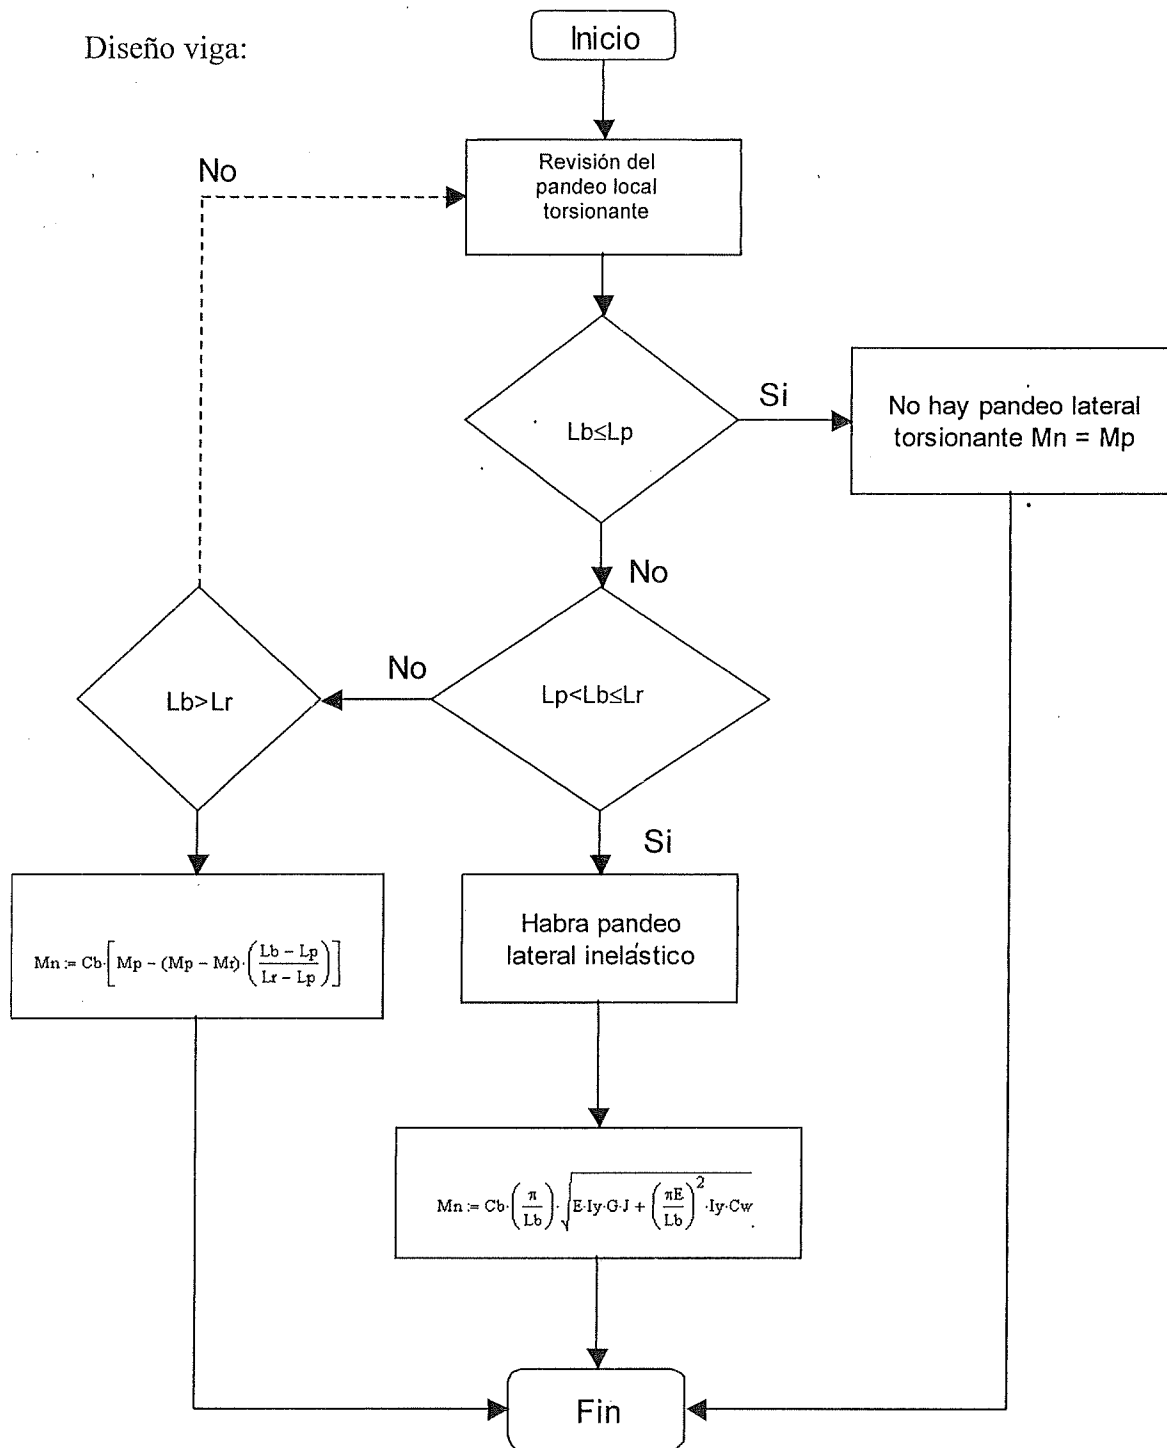 Diseño viga:
Inicio
No
Revisión del
pandeo local
torsionante
Si
Lb≤Lp
No hay pandeo lateral
torsionante Mn = Mp
No
No
Lb>Lr
Lp<Lb≤Lr
Si
Habra pandeo
lateral inelástico
Mn := Cb·[Mp − (Mp − Mr)·((Lb − Lp)/(Lr − Lp))]
Mn := Cb·(π/Lb)·√(E·Iy·G·J + (πE/Lb)²·Iy·Cw)
Fin